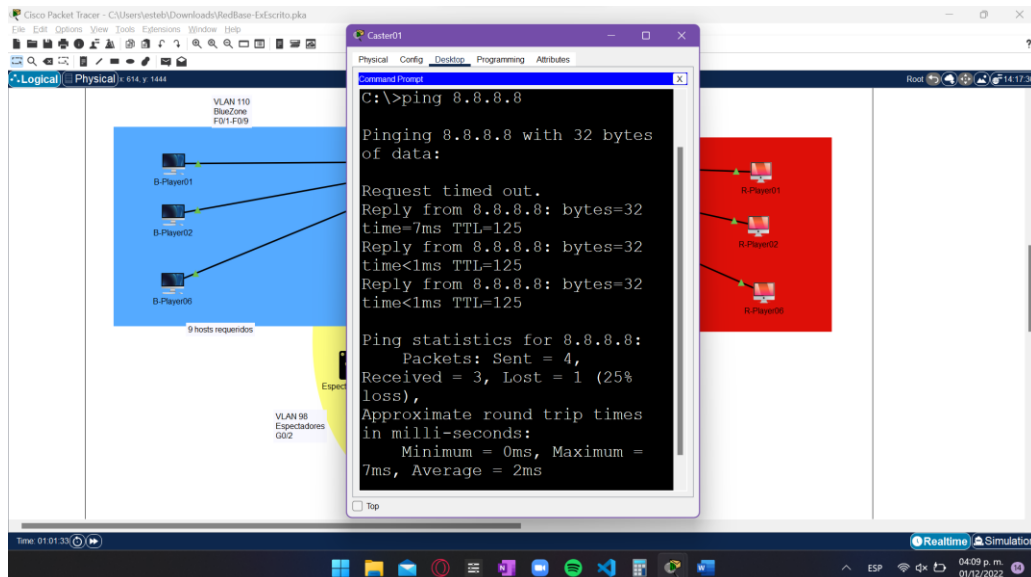 Cisco Packet Tracer - C:\Users\esteb\Downloads\RedBase-ExEscrito.pka
File Edit Options View Tools Extensions Window Help
Logical
Physical
x: 614, y: 1444
Root
14:17:3
VLAN 110
BlueZone
F0/1-F0/9
B-Player01
B-Player02
B-Player06
9 hosts requeridos
Espect
VLAN 98
Espectadores
G0/2
Caster01
Physical Config Desktop Programming Attributes
Command Prompt
X
C:\>ping 8.8.8.8
Pinging 8.8.8.8 with 32 bytes
of data:
Request timed out.
Reply from 8.8.8.8: bytes=32
time=7ms TTL=125
Reply from 8.8.8.8: bytes=32
time<1ms TTL=125
Reply from 8.8.8.8: bytes=32
time<1ms TTL=125
Ping statistics for 8.8.8.8:
Packets: Sent = 4,
Received = 3, Lost = 1 (25%
loss),
Approximate round trip times
in milli-seconds:
Minimum = 0ms, Maximum =
7ms, Average = 2ms
Top
R-Player01
R-Player02
R-Player06
Time: 01:01:33
Realtime
Simulation
ESP
04:09 p. m.
01/12/2022
14